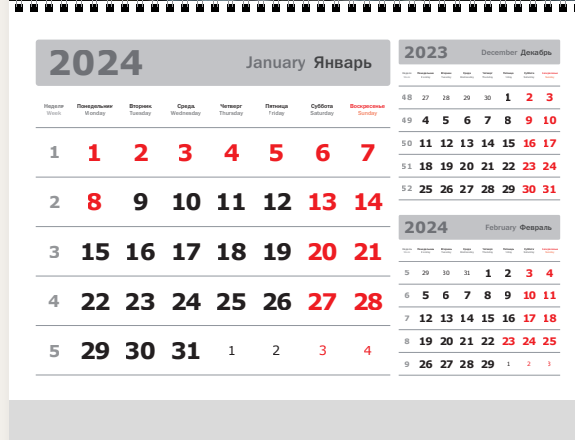 2024 January Январь
Неделя Понедельник Вторник Среда Четверг Пятница Суббота Воскресенье
Week Monday Tuesday Wednesday Thursday Friday Saturday Sunday
1 1 2 3 4 5 6 7
2 8 9 10 11 12 13 14
3 15 16 17 18 19 20 21
4 22 23 24 25 26 27 28
5 29 30 31 1 2 3 4
2023 December Декабрь
48 27 28 29 30 1 2 3
49 4 5 6 7 8 9 10
50 11 12 13 14 15 16 17
51 18 19 20 21 22 23 24
52 25 26 27 28 29 30 31
2024 February Февраль
5 29 30 31 1 2 3 4
6 5 6 7 8 9 10 11
7 12 13 14 15 16 17 18
8 19 20 21 22 23 24 25
9 26 27 28 29 1 2 3